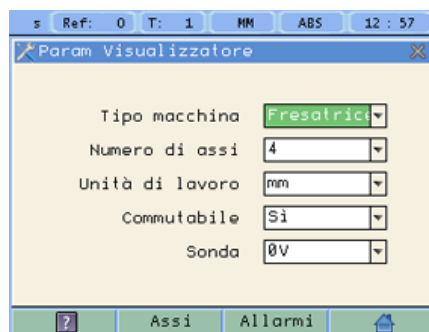 s Ref: 0 T: 1 MM ABS 12 : 57
Param Visualizzatore
Tipo macchina Fresatrice
Numero di assi 4
Unità di lavoro mm
Commutabile Sì
Sonda 0V
? Assi Allarmi